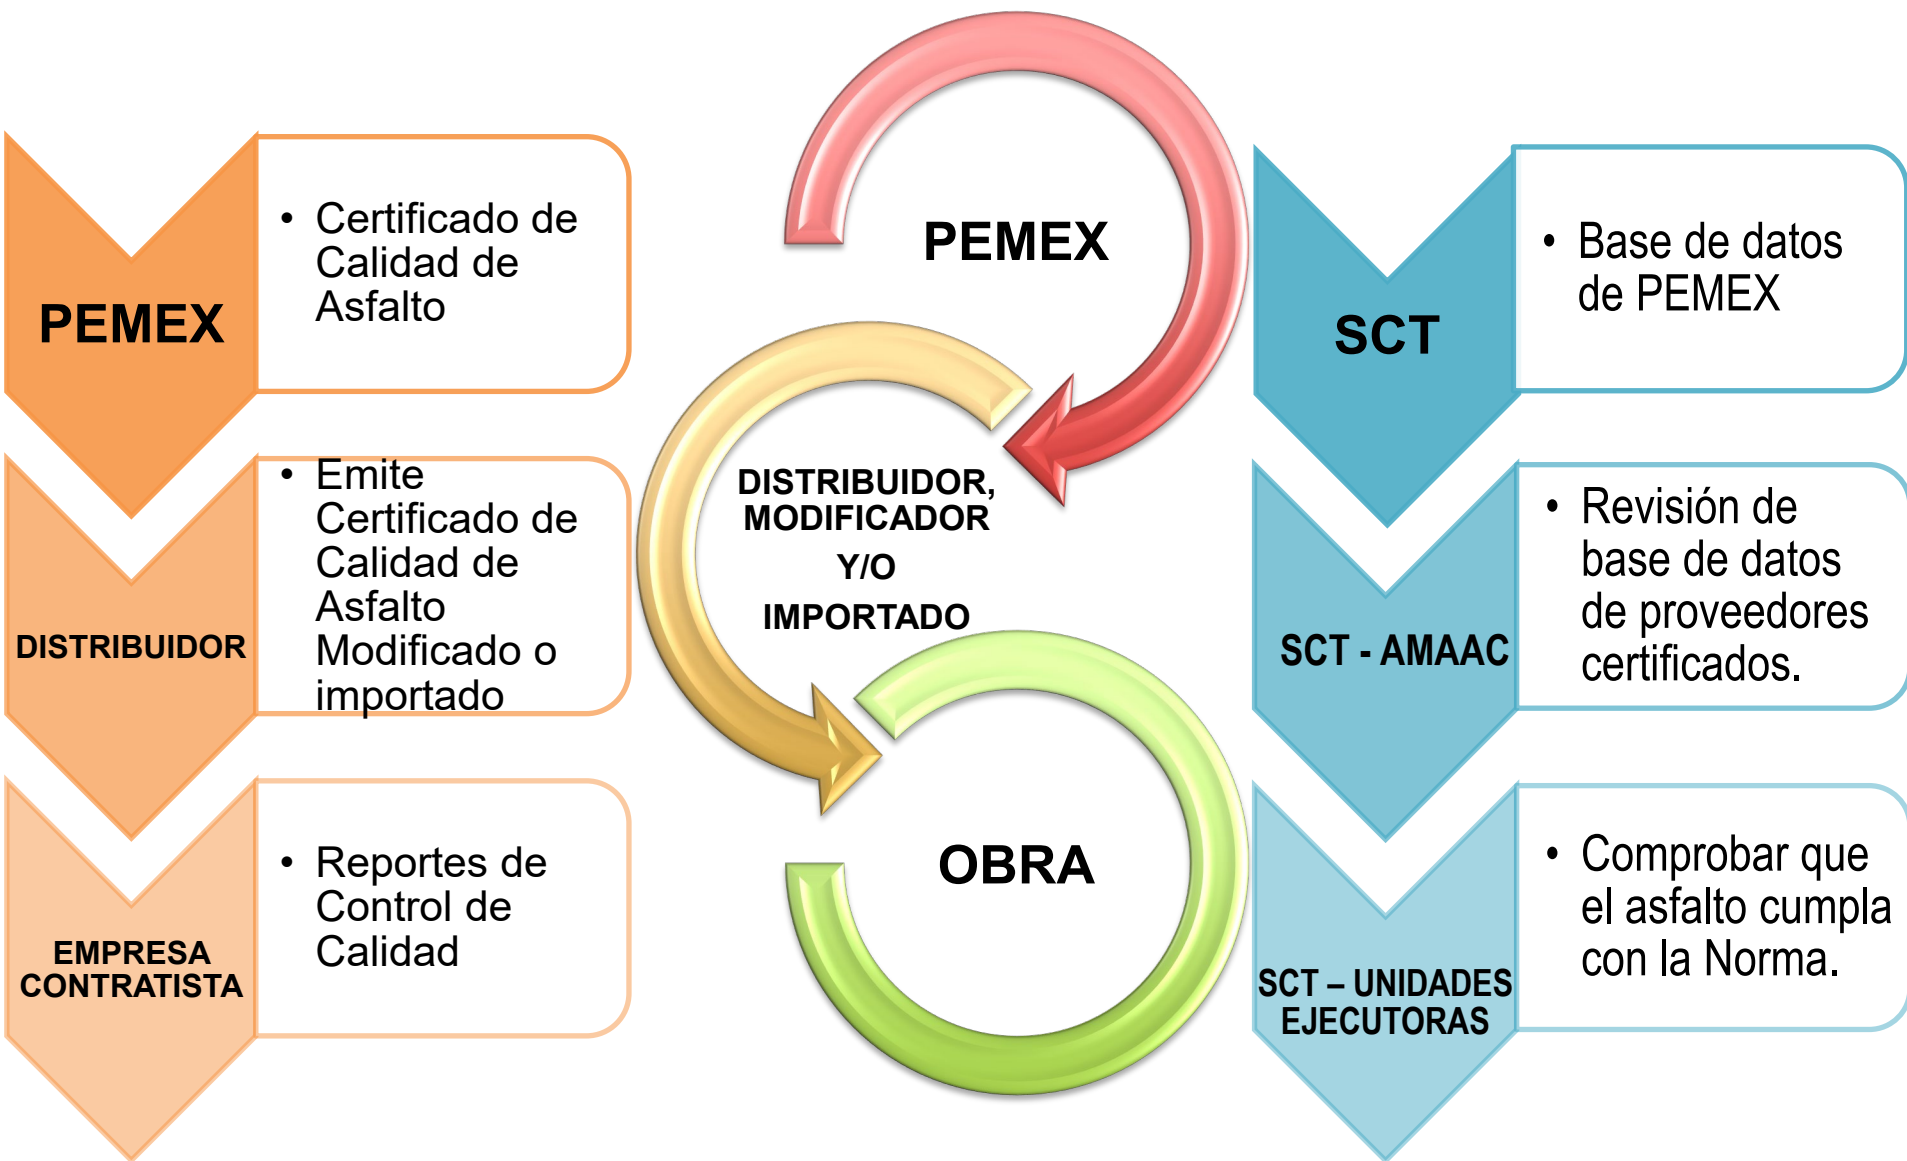 PEMEX
• Certificado de
Calidad de
Asfalto
DISTRIBUIDOR
• Emite
Certificado de
Calidad de
Asfalto
Modificado o
importado
EMPRESA
CONTRATISTA
• Reportes de
Control de
Calidad
PEMEX
DISTRIBUIDOR,
MODIFICADOR
Y/O
IMPORTADO
OBRA
SCT
• Base de datos
de PEMEX
SCT - AMAAC
• Revisión de
base de datos
de proveedores
certificados.
SCT – UNIDADES
EJECUTORAS
• Comprobar que
el asfalto cumpla
con la Norma.